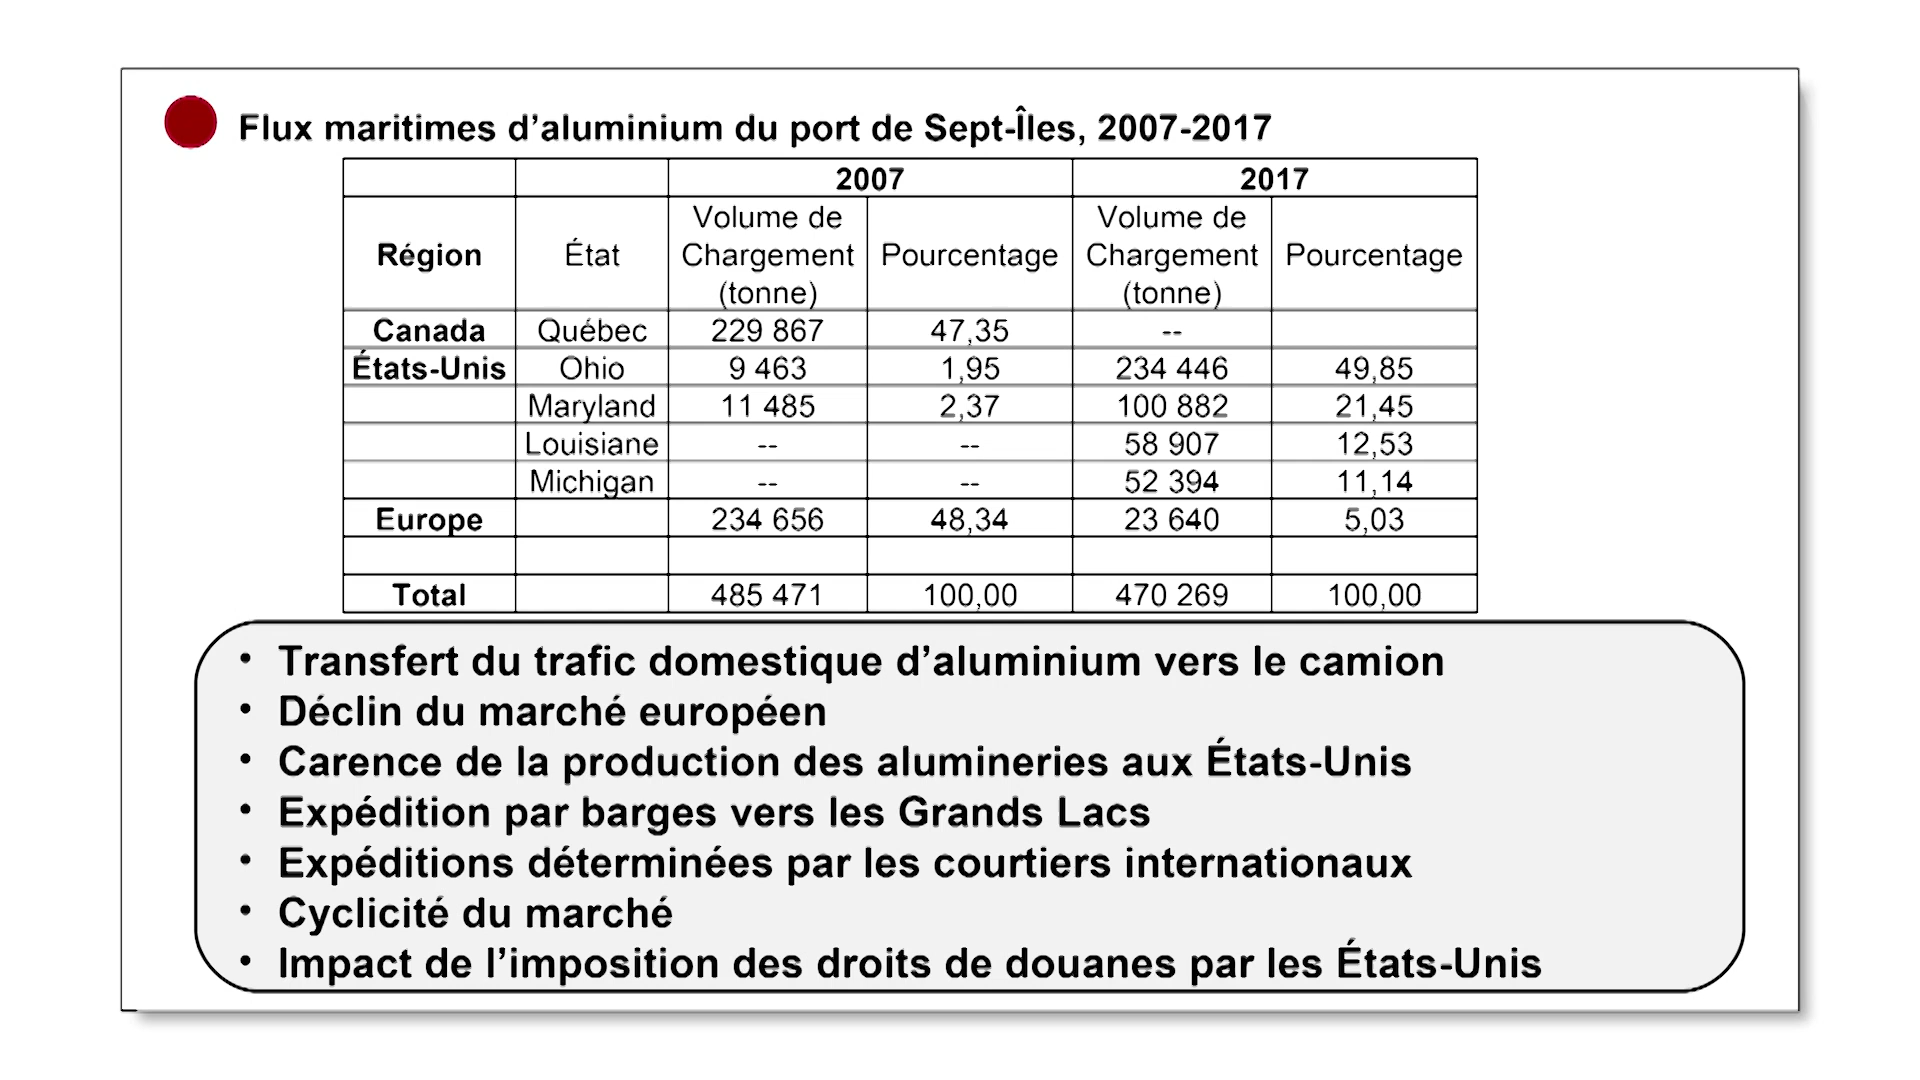 Flux maritimes d’aluminium du port de Sept-Îles, 2007-2017
2007 2017
Région État Volume de Chargement (tonne) Pourcentage Volume de Chargement (tonne) Pourcentage
Canada Québec 229 867 47,35 --
États-Unis Ohio 9 463 1,95 234 446 49,85
Maryland 11 485 2,37 100 882 21,45
Louisiane -- -- 58 907 12,53
Michigan -- -- 52 394 11,14
Europe 234 656 48,34 23 640 5,03
Total 485 471 100,00 470 269 100,00
• Transfert du trafic domestique d’aluminium vers le camion
• Déclin du marché européen
• Carence de la production des alumineries aux États-Unis
• Expédition par barges vers les Grands Lacs
• Expéditions déterminées par les courtiers internationaux
• Cyclicité du marché
• Impact de l’imposition des droits de douanes par les États-Unis